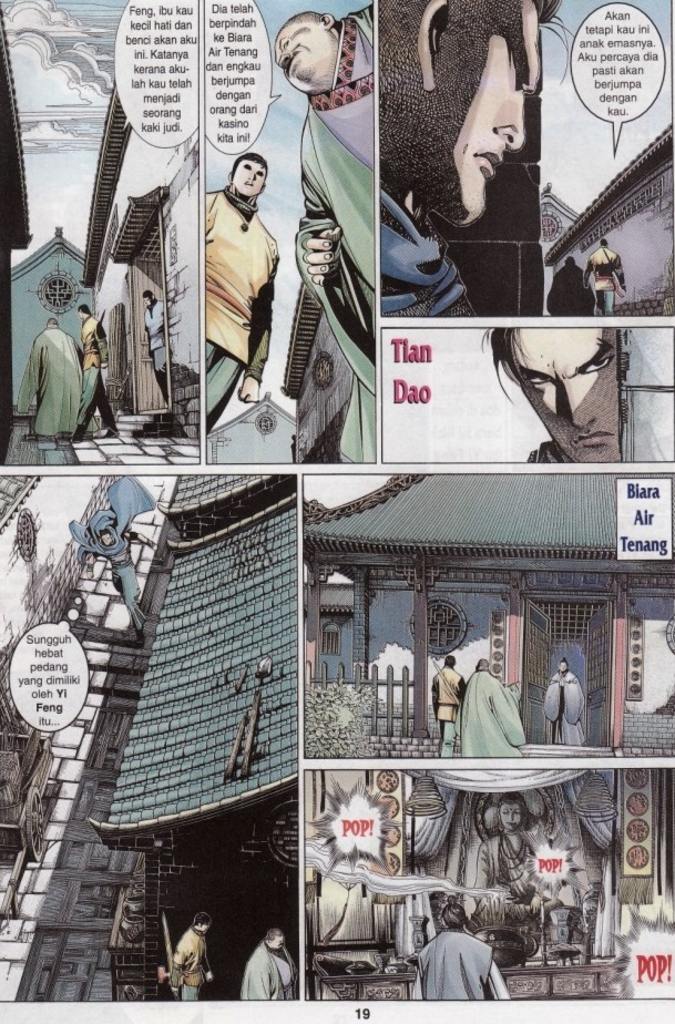 Feng, ibu kau
kecil hati dan
benci akan aku
ini. Katanya
kerana aku-
lah kau telah
menjadi
seorang
kaki judi.
Dia telah
berpindah
ke Biara
Air Tenang
dan engkau
berjumpa
dengan
orang dari
kasino
kita ini!
Akan
tetapi kau ini
anak emasnya.
Aku percaya dia
pasti akan
berjumpa
dengan
kau.
Tian
Dao
Sungguh
hebat
pedang
yang dimiliki
oleh Yi
Feng
itu...
Biara
Air
Tenang
POP!
POP!
POP!
19